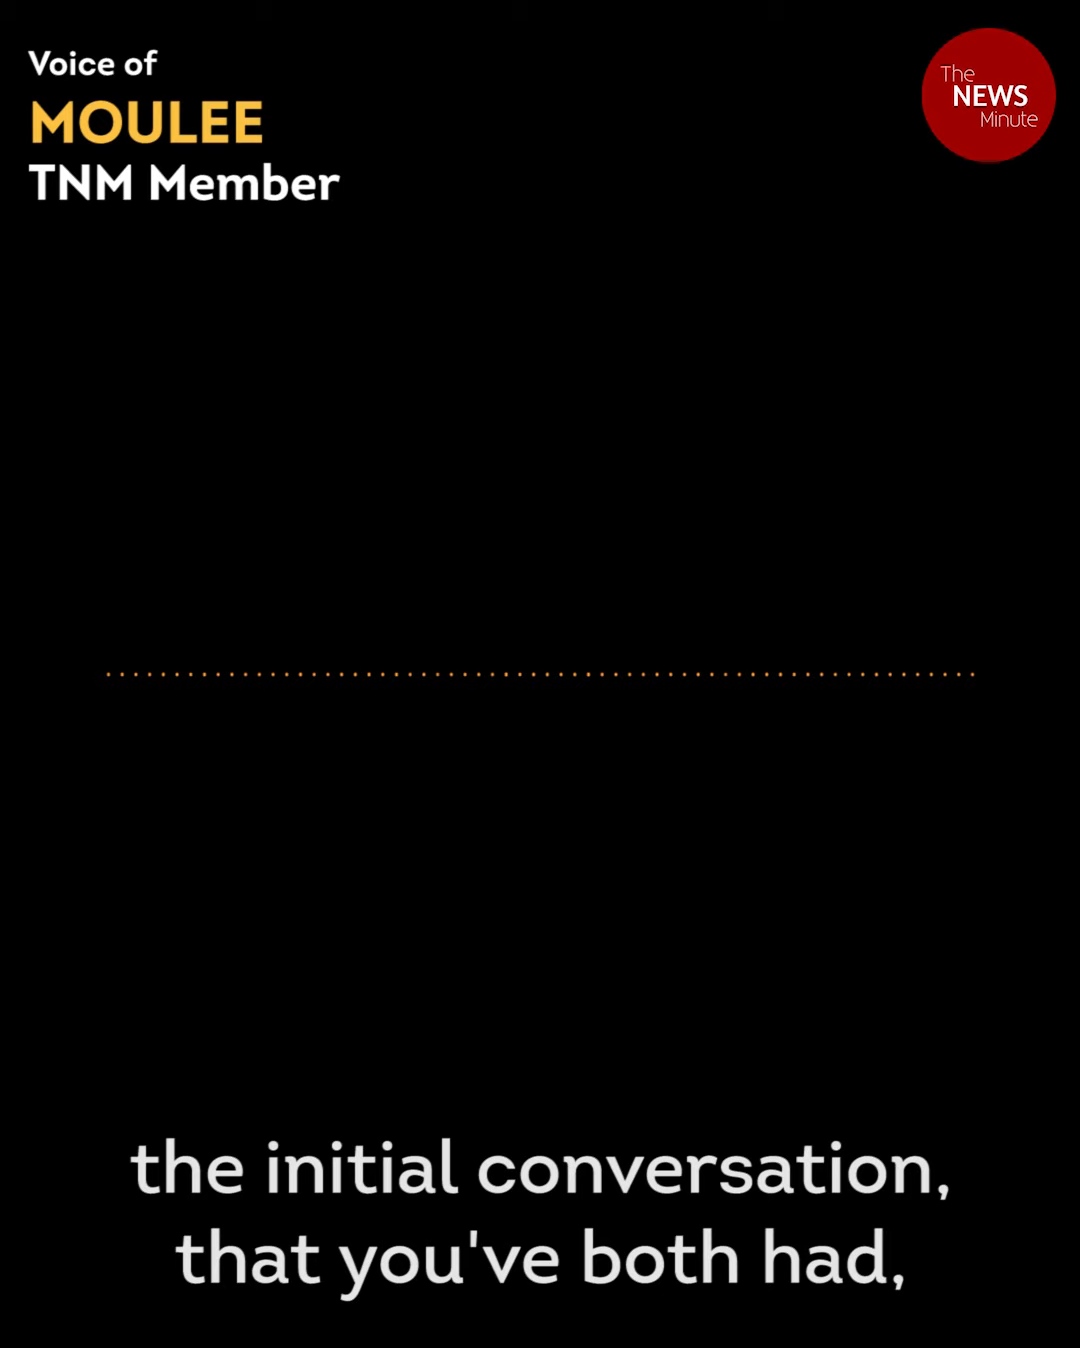 Voice of
MOULEE
TNM Member
The
NEWS
Minute
the initial conversation,
that you've both had,